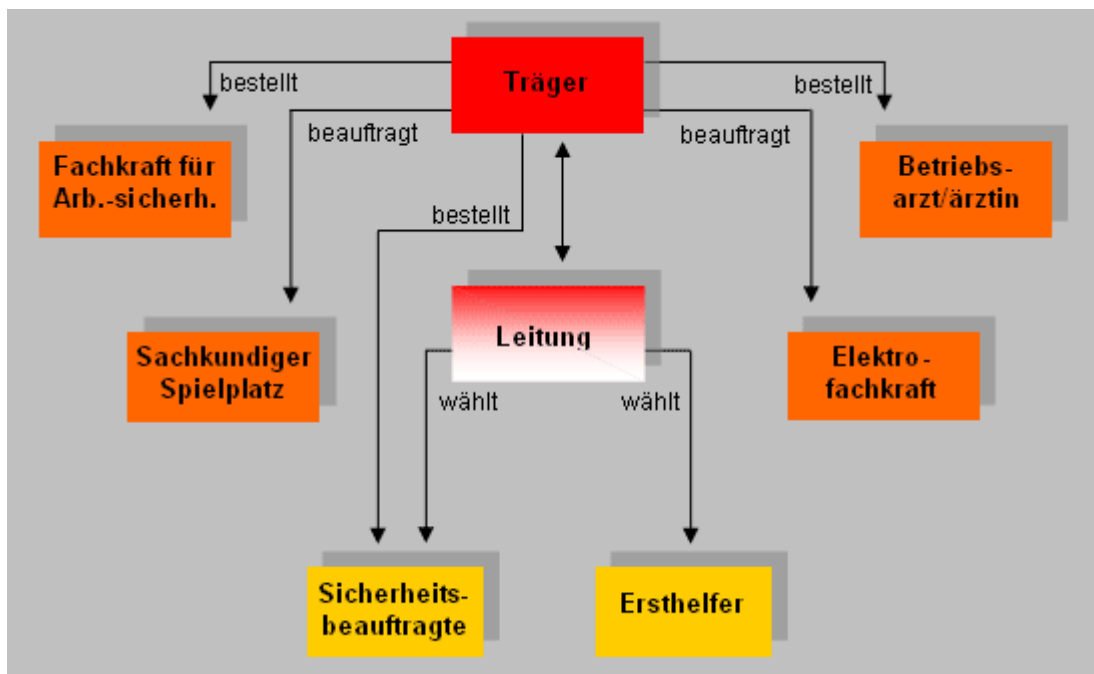 Träger
bestellt
bestellt
beauftragt
beauftragt
Fachkraft für
Arb.-sicherh.
Betriebs-
arzt/ärztin
bestellt
Leitung
Sachkundiger
Spielplatz
Elektro-
fachkraft
wählt
wählt
Sicherheits-
beauftragte
Ersthelfer